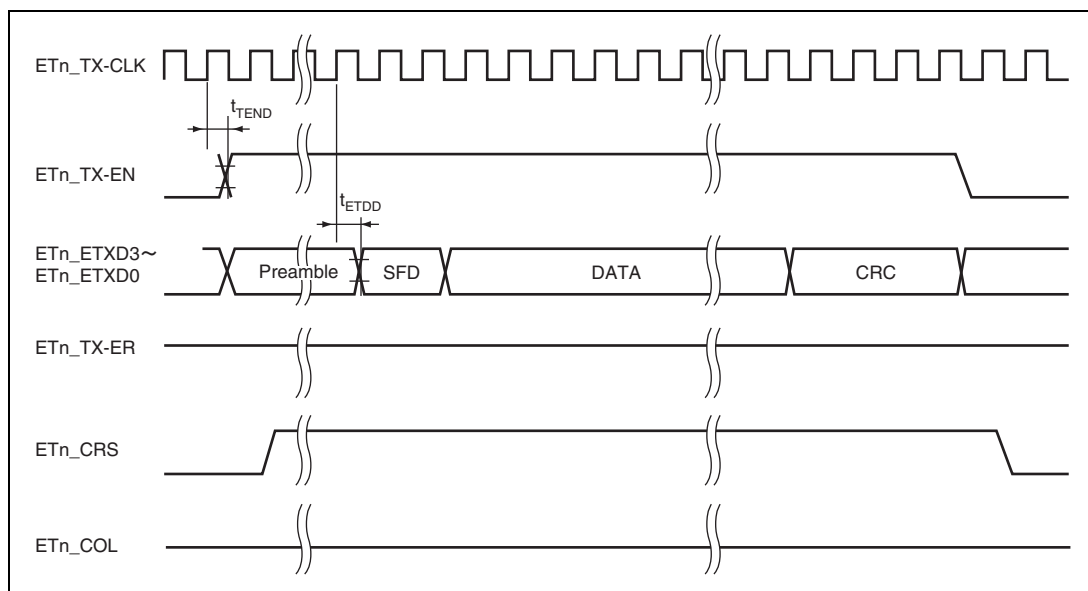 ETn_TX-CLK
tTEND
ETn_TX-EN
tETDD
ETn_ETXD3~
ETn_ETXD0
Preamble
SFD
DATA
CRC
ETn_TX-ER
ETn_CRS
ETn_COL